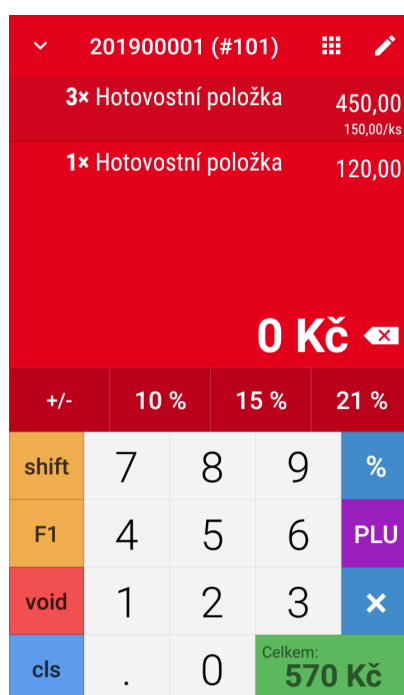 201900001 (#101)
3× Hotovostní položka 450,00
150,00/ks
1× Hotovostní položka 120,00
0 Kč
+/- 10 % 15 % 21 %
shift 7 8 9 %
F1 4 5 6 PLU
void 1 2 3 ×
cls . 0 Celkem:
570 Kč